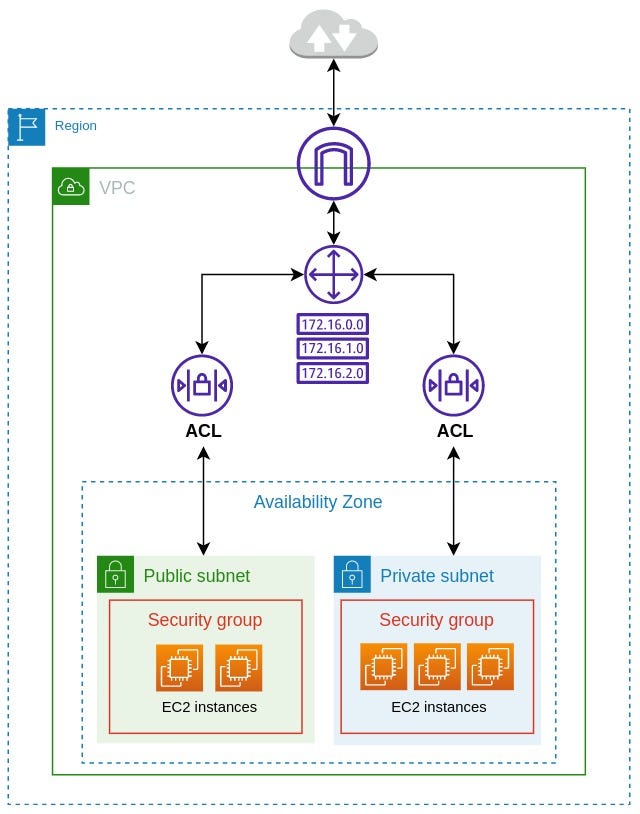 Region
VPC
172.16.0.0
172.16.1.0
172.16.2.0
ACL
ACL
Availability Zone
Public subnet
Security group
EC2 instances
Private subnet
Security group
EC2 instances